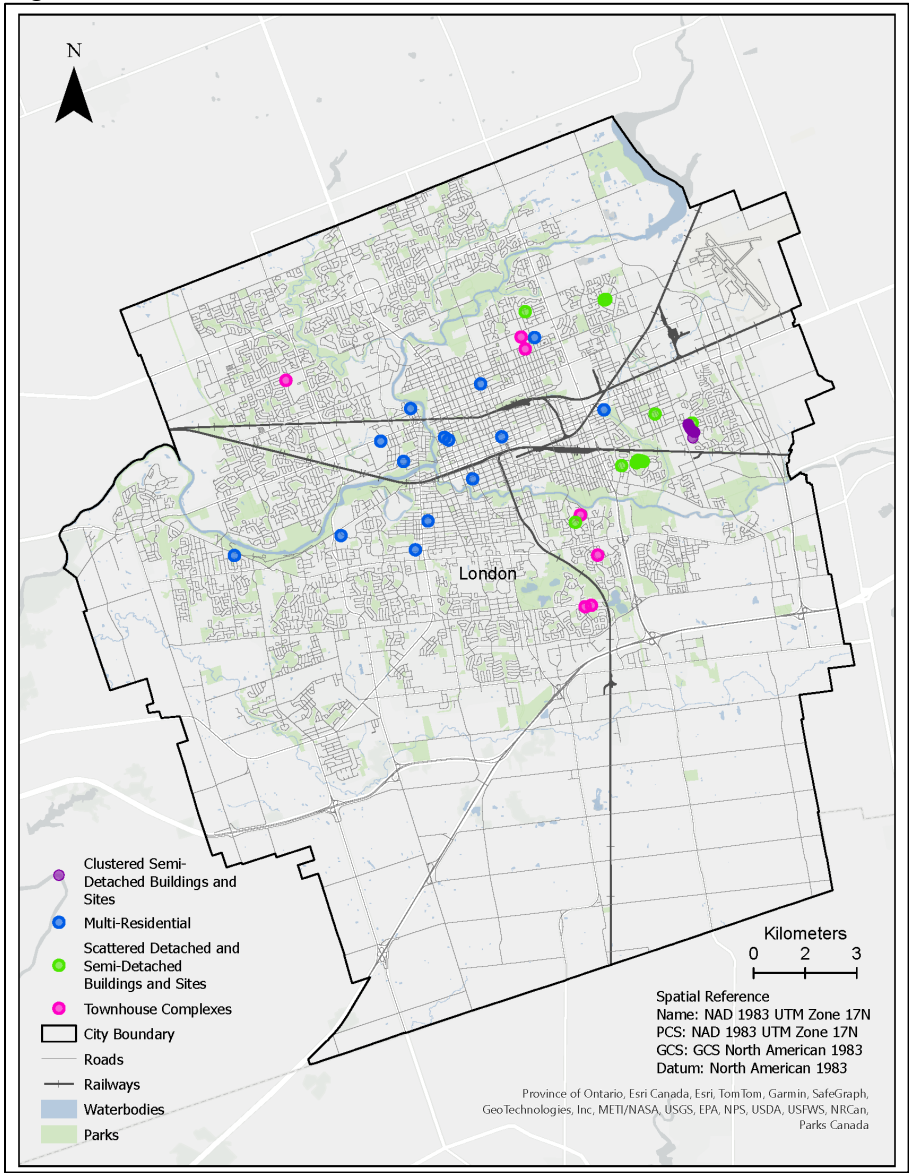 N
London
Clustered Semi-
Detached Buildings and
Sites
Multi-Residential
Scattered Detached and
Semi-Detached
Buildings and Sites
Townhouse Complexes
City Boundary
Roads
Railways
Waterbodies
Parks
Kilometers
0 2 3
Spatial Reference
Name: NAD 1983 UTM Zone 17N
PCS: NAD 1983 UTM Zone 17N
GCS: GCS North American 1983
Datum: North American 1983
Province of Ontario, Esri Canada, Esri, TomTom, Garmin, SafeGraph,
GeoTechnologies, Inc, METI/NASA, USGS, EPA, NPS, USDA, USFWS, NRCan,
Parks Canada